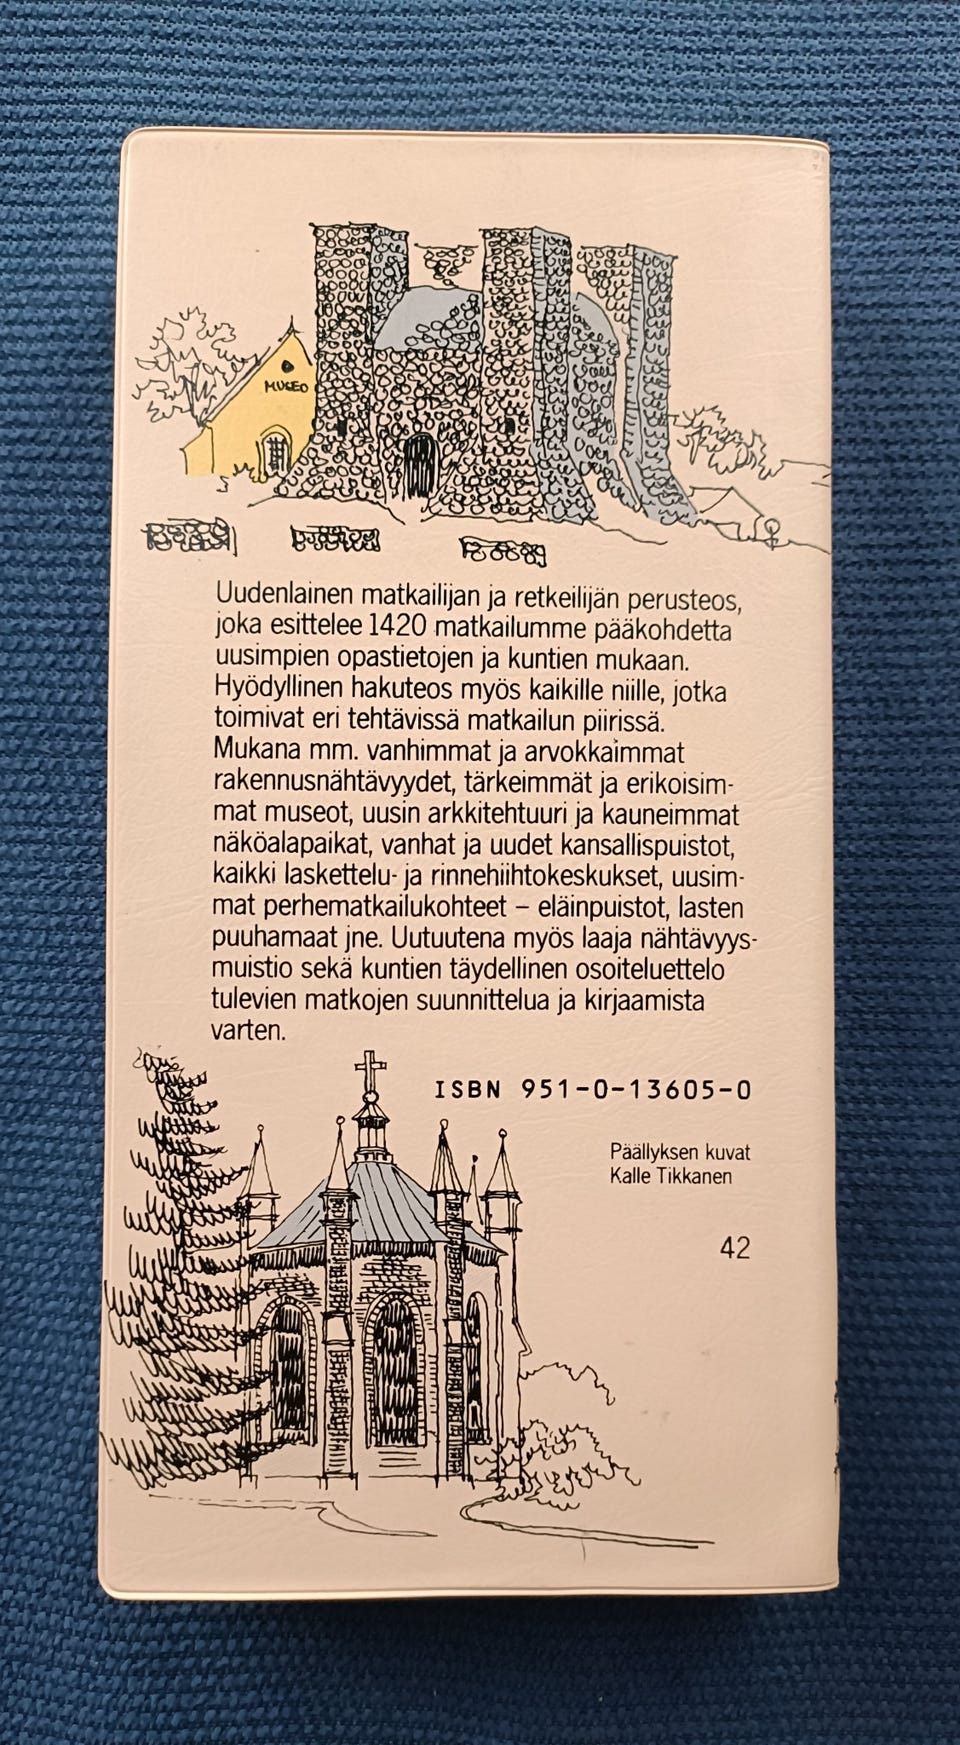 MUSEO
Uudenlainen matkailijan ja retkeilijän perusteos,
joka esittelee 1420 matkailumme pääkohdetta
uusimpien opastietojen ja kuntien mukaan.
Hyödyllinen hakuteos myös kaikille niille, jotka
toimivat eri tehtävissä matkailun piirissä.
Mukana mm. vanhimmat ja arvokkaimmat
rakennusnähtävyydet, tärkeimmät ja erikoisim-
mat museot, uusin arkkitehtuuri ja kauneimmat
näköalapaikat, vanhat ja uudet kansallispuistot,
kaikki laskettelu- ja rinnehiihtokeskukset, uusim-
mat perhematkailukohteet – eläinpuistot, lasten
puuhamaat jne. Uutuutena myös laaja nähtävyys-
muistio sekä kuntien täydellinen osoiteluettelo
tulevien matkojen suunnittelua ja kirjaamista
varten.
ISBN 951-0-13605-0
Päällyksen kuvat
Kalle Tikkanen
42